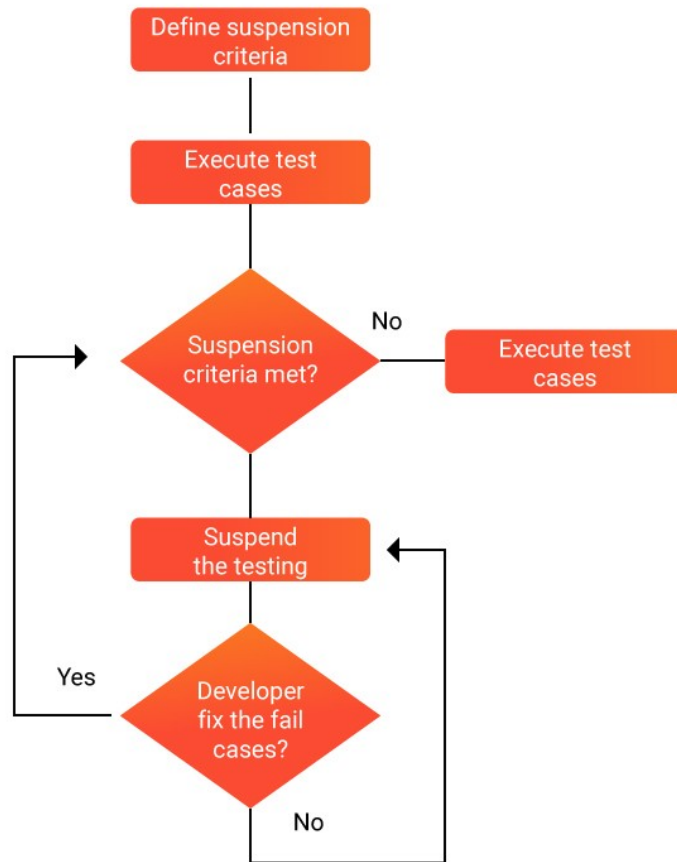 Define suspension
criteria
Execute test
cases
No
Suspension
criteria met?
Execute test
cases
Suspend
the testing
Yes
Developer
fix the fail
cases?
No